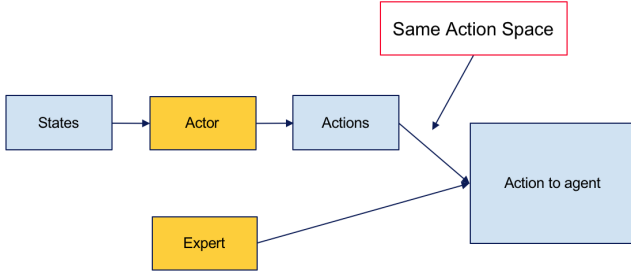 Same Action Space
States
Actor
Actions
Action to agent
Expert